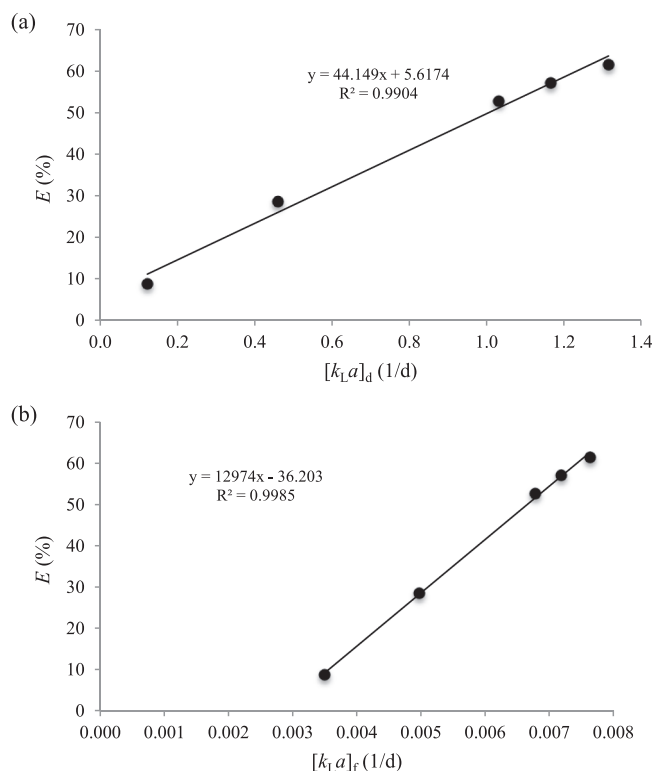 (a)
70
60
50
40
30
20
10
0
E (%)
y = 44.149x + 5.6174
R² = 0.9904
0.0 0.2 0.4 0.6 0.8 1.0 1.2 1.4
[kLa]d (1/d)
(b)
70
60
50
40
30
20
10
0
E (%)
y = 12974x - 36.203
R² = 0.9985
0.000 0.001 0.002 0.003 0.004 0.005 0.006 0.007 0.008
[kLa]f (1/d)